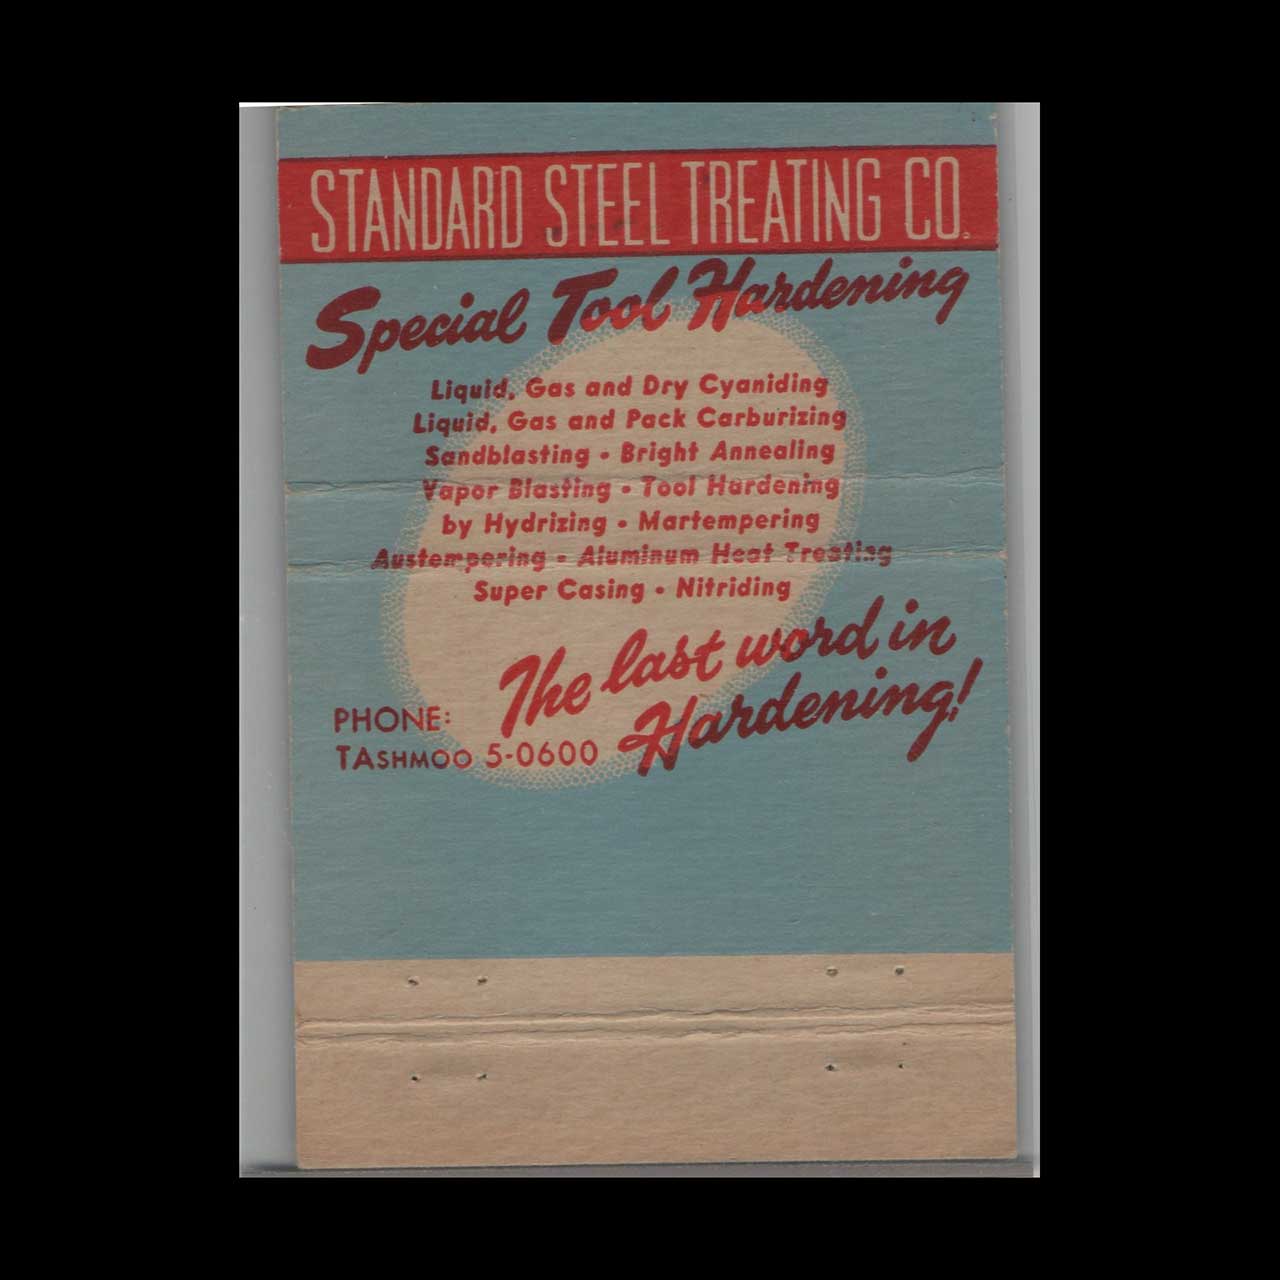 STANDARD STEEL TREATING CO.
Special Tool Hardening
Liquid, Gas and Dry Cyaniding
Liquid, Gas and Pack Carburizing
Sandblasting • Bright Annealing
Vapor Blasting • Tool Hardening
by Hydrizing • Martempering
Austempering • Aluminum Heat Treating
Super Casing • Nitriding
The last word in
Hardening!
PHONE:
TASHMOO 5-0600